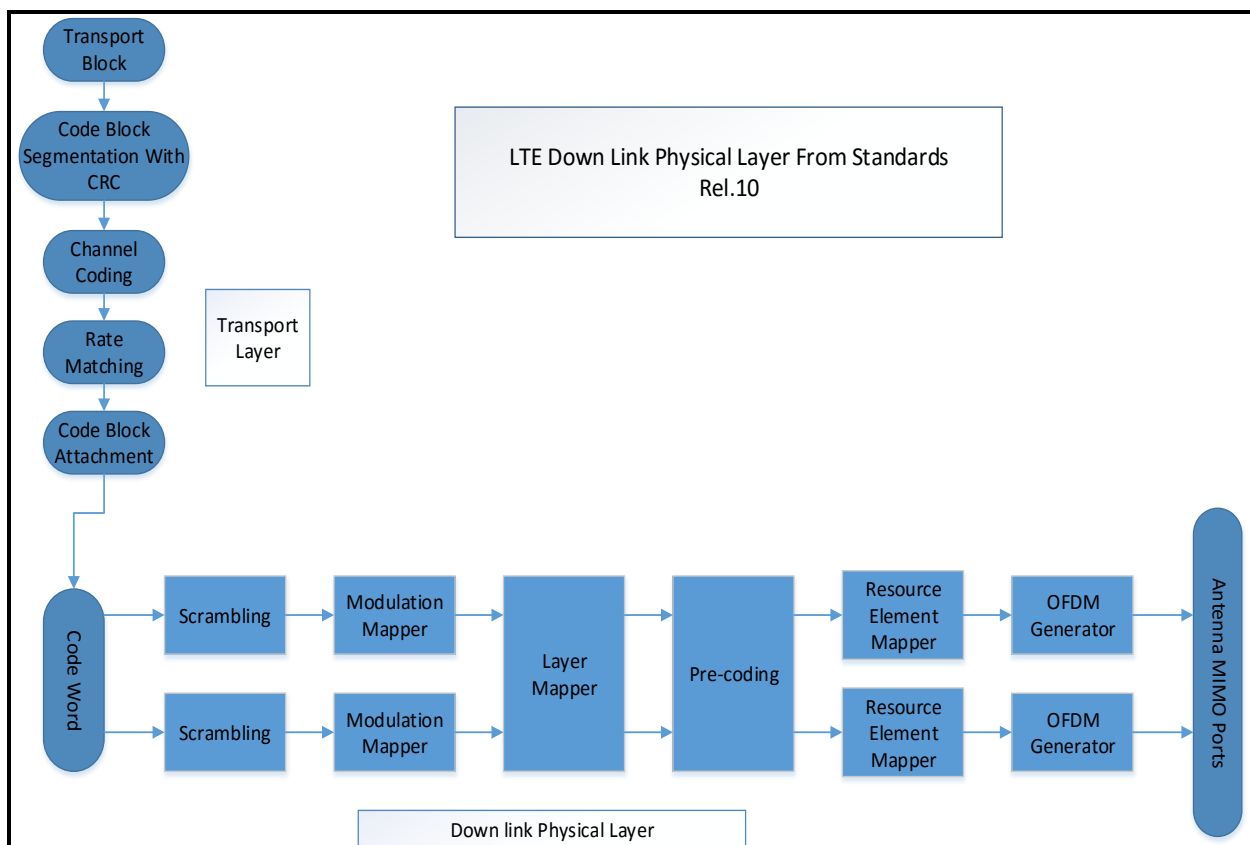 Transport
Block
Code Block
Segmentation With
CRC
LTE Down Link Physical Layer From Standards
Rel.10
Channel
Coding
Transport
Layer
Rate
Matching
Code Block
Attachment
Code Word
Scrambling
Modulation
Mapper
Layer
Mapper
Pre-coding
Resource
Element
Mapper
OFDM
Generator
Antenna MIMO Ports
Scrambling
Modulation
Mapper
Resource
Element
Mapper
OFDM
Generator
Down link Physical Layer